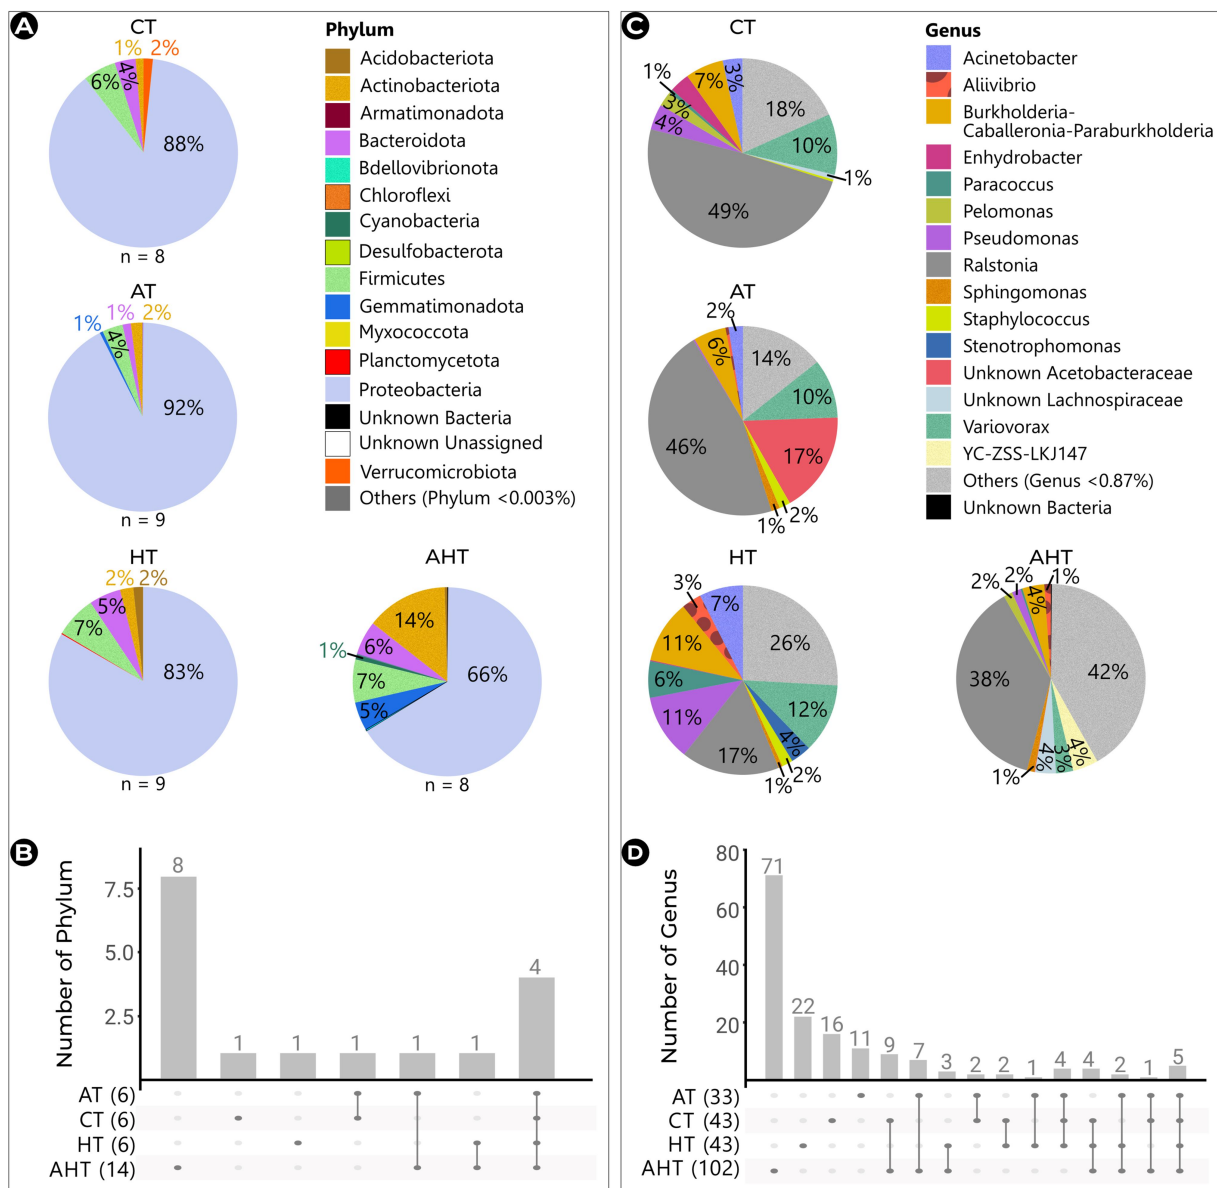 A
CT
1%
2%
6%
4%
88%
n = 8
AT
1%
1%
2%
4%
92%
n = 9
HT
2%
2%
5%
7%
83%
n = 9
AHT
14%
6%
1%
7%
5%
66%
n = 8
Phylum
Acidobacteriota
Actinobacteriota
Armatimonadota
Bacteroidota
Bdellovibrionota
Chloroflexi
Cyanobacteria
Desulfobacterota
Firmicutes
Gemmatimonadota
Myxococcota
Planctomycetota
Proteobacteria
Unknown Bacteria
Unknown Unassigned
Verrucomicrobiota
Others (Phylum <0.003%)
B
Number of Phylum
7.5
5.0
2.5
8
1
1
1
1
1
4
AT (6)
CT (6)
HT (6)
AHT (14)
C
CT
1%
7%
3%
3%
4%
18%
10%
1%
49%
AT
2%
6%
14%
10%
17%
46%
1%
2%
HT
3%
7%
11%
26%
6%
11%
12%
4%
17%
2%
1%
AHT
2%
2%
4%
1%
38%
42%
4%
3%
4%
1%
Genus
Acinetobacter
Aliivibrio
Burkholderia-
Caballeronia-Paraburkholderia
Enhydrobacter
Paracoccus
Pelomonas
Pseudomonas
Ralstonia
Sphingomonas
Staphylococcus
Stenotrophomonas
Unknown Acetobacteraceae
Unknown Lachnospiraceae
Variovorax
YC-ZSS-LKJ147
Others (Genus <0.87%)
Unknown Bacteria
D
Number of Genus
80
60
40
20
71
22
16
11
9
7
3
2
2
1
4
4
2
1
5
AT (33)
CT (43)
HT (43)
AHT (102)